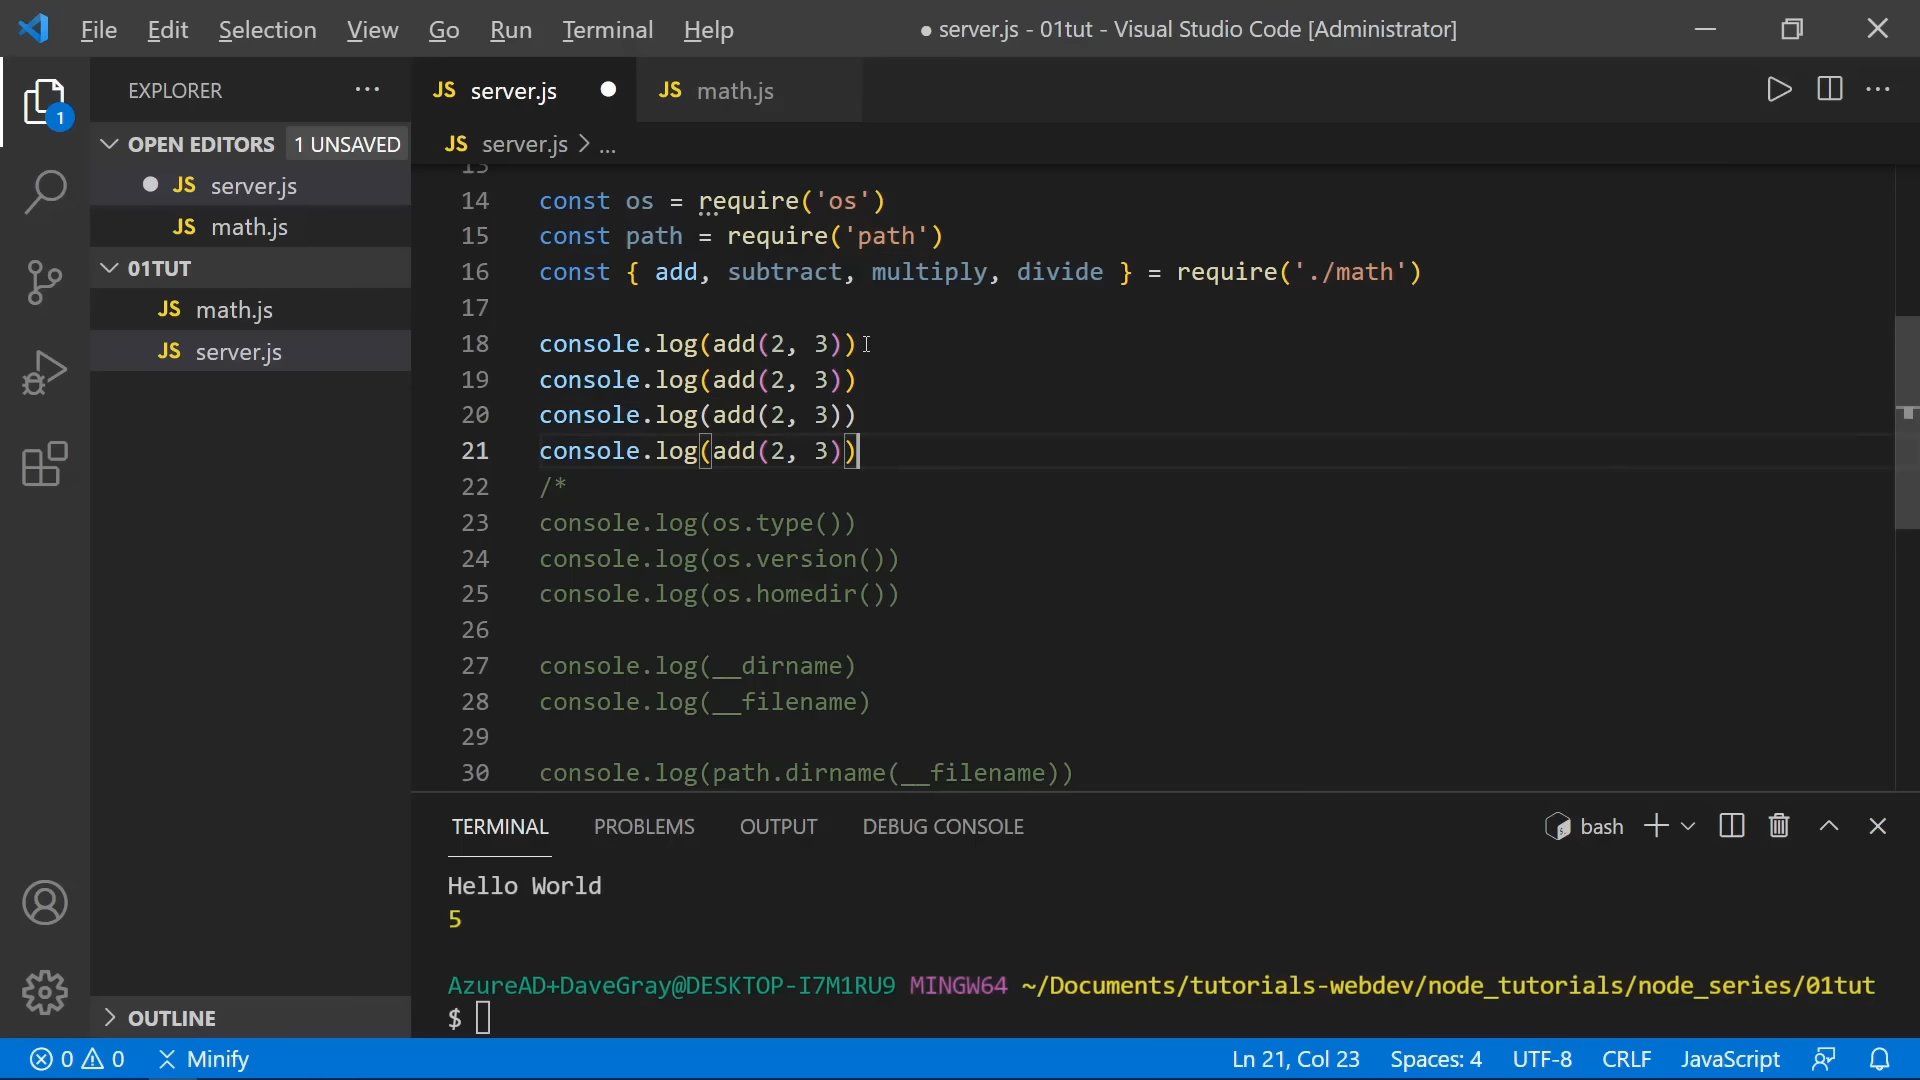 File Edit Selection View Go Run Terminal Help
● server.js - 01tut - Visual Studio Code [Administrator]
EXPLORER
1
OPEN EDITORS 1 UNSAVED
JS server.js
JS math.js
01TUT
JS math.js
JS server.js
OUTLINE
JS server.js
JS math.js
JS server.js > ...
13
14 const os = require('os')
15 const path = require('path')
16 const { add, subtract, multiply, divide } = require('./math')
17
18 console.log(add(2, 3))
19 console.log(add(2, 3))
20 console.log(add(2, 3))
21 console.log(add(2, 3))
22 /*
23 console.log(os.type())
24 console.log(os.version())
25 console.log(os.homedir())
26
27 console.log(__dirname)
28 console.log(__filename)
29
30 console.log(path.dirname(__filename))
TERMINAL PROBLEMS OUTPUT DEBUG CONSOLE
bash
Hello World
5
AzureAD+DaveGray@DESKTOP-I7M1RU9 MINGW64 ~/Documents/tutorials-webdev/node_tutorials/node_series/01tut
$
0 0 Minify
Ln 21, Col 23 Spaces: 4 UTF-8 CRLF JavaScript